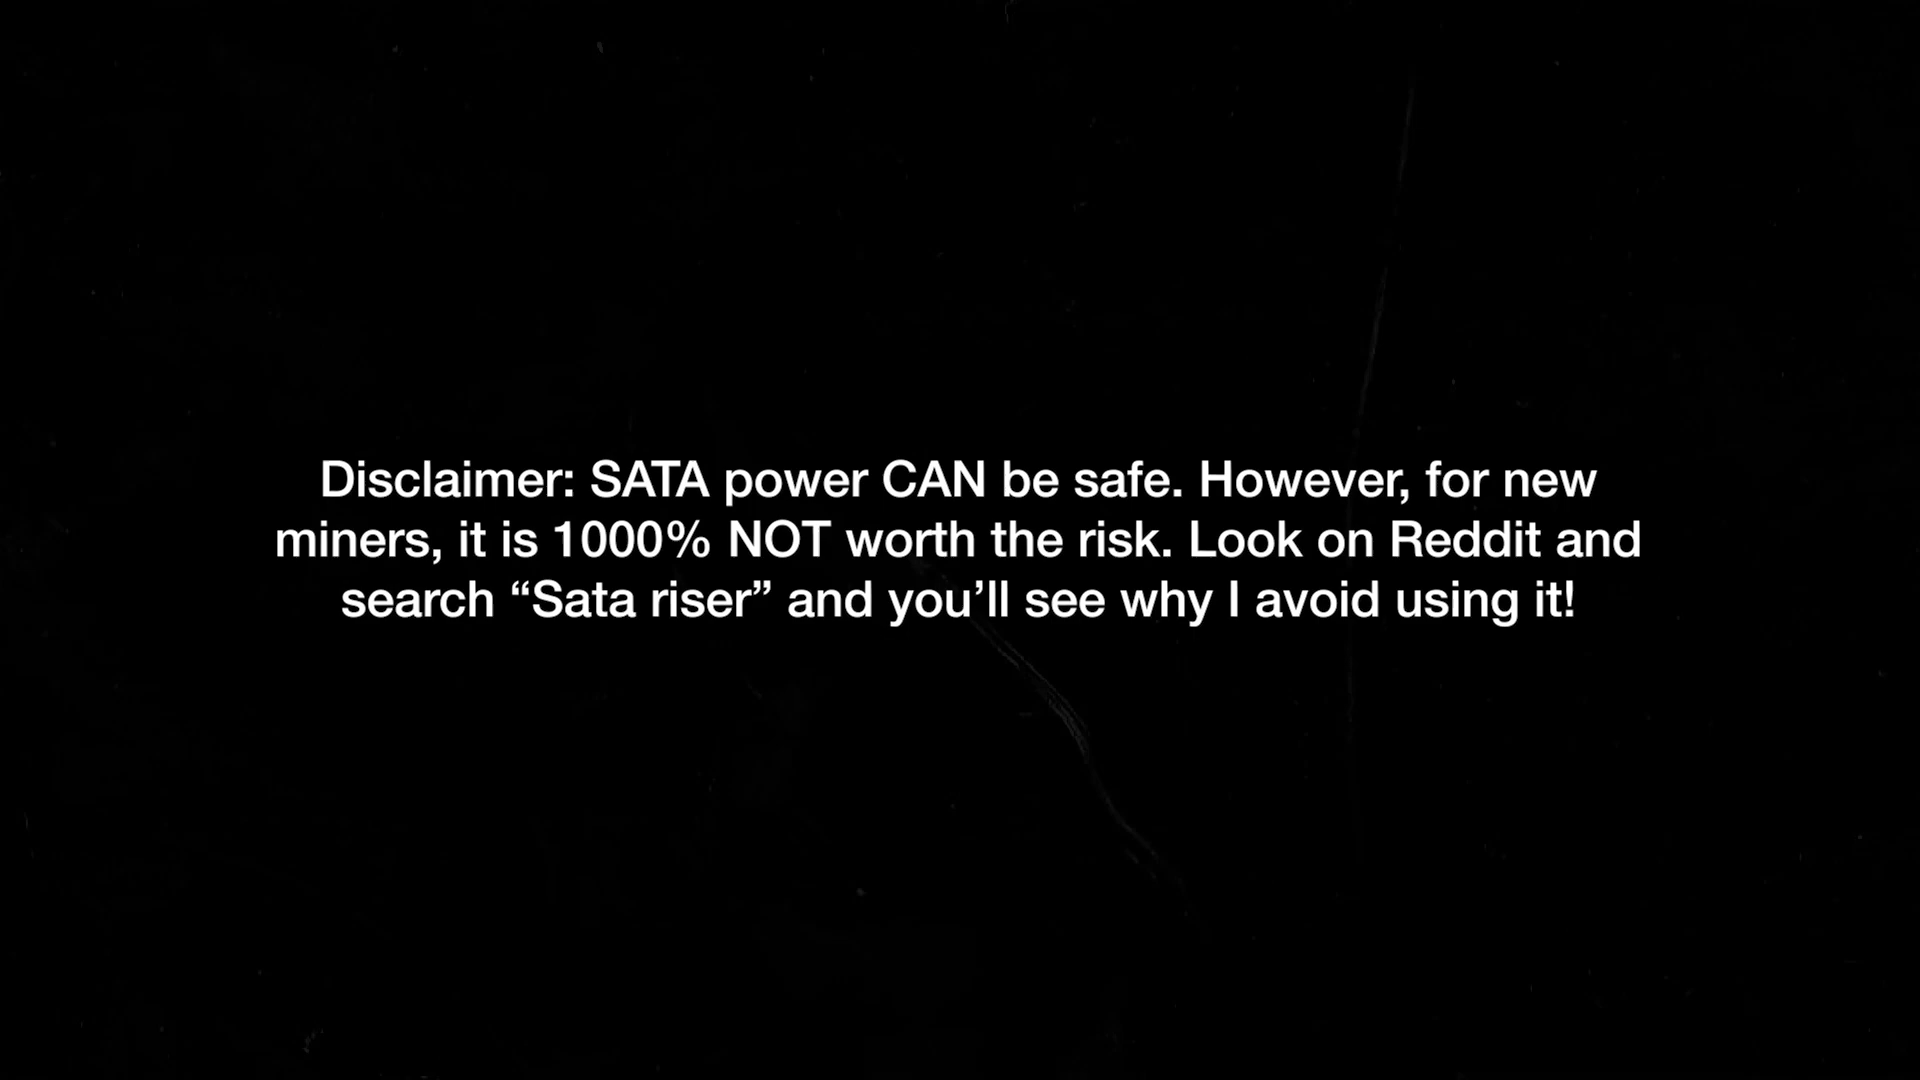 Disclaimer: SATA power CAN be safe. However, for new
miners, it is 1000% NOT worth the risk. Look on Reddit and
search “Sata riser” and you’ll see why I avoid using it!